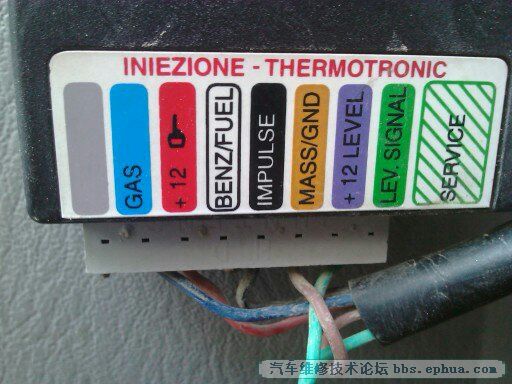 INIEZIONE - THERMOTRONIC
GAS
+ 12
BENZ/FUEL
IMPULSE
MASS/GND
+ 12 LEVEL
LEV. SIGNAL
SERVICE
汽车维修技术论坛 bbs.ephua.com